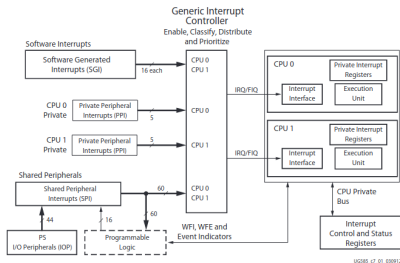 Generic Interrupt
Controller
Enable, Classify, Distribute
and Prioritize
Software Interrupts
Software Generated
Interrupts (SGI)
16 each
CPU 0
CPU 1
CPU 0
Private
Private Peripheral
Interrupts (PPI)
5
CPU 0
CPU 1
Private
Private Peripheral
Interrupts (PPI)
5
CPU 1
Shared Peripherals
Shared Peripheral
Interrupts (SPI)
60
CPU 0
CPU 1
44
16
60
PS
I/O Peripherals (IOP)
Programmable
Logic
WFI, WFE and
Event Indicators
IRQ/FIQ
CPU 0
Private Interrupt
Registers
Interrupt
Interface
Execution
Unit
IRQ/FIQ
CPU 1
Private Interrupt
Registers
Interrupt
Interface
Execution
Unit
CPU Private
Bus
Interrupt
Control and Status
Registers